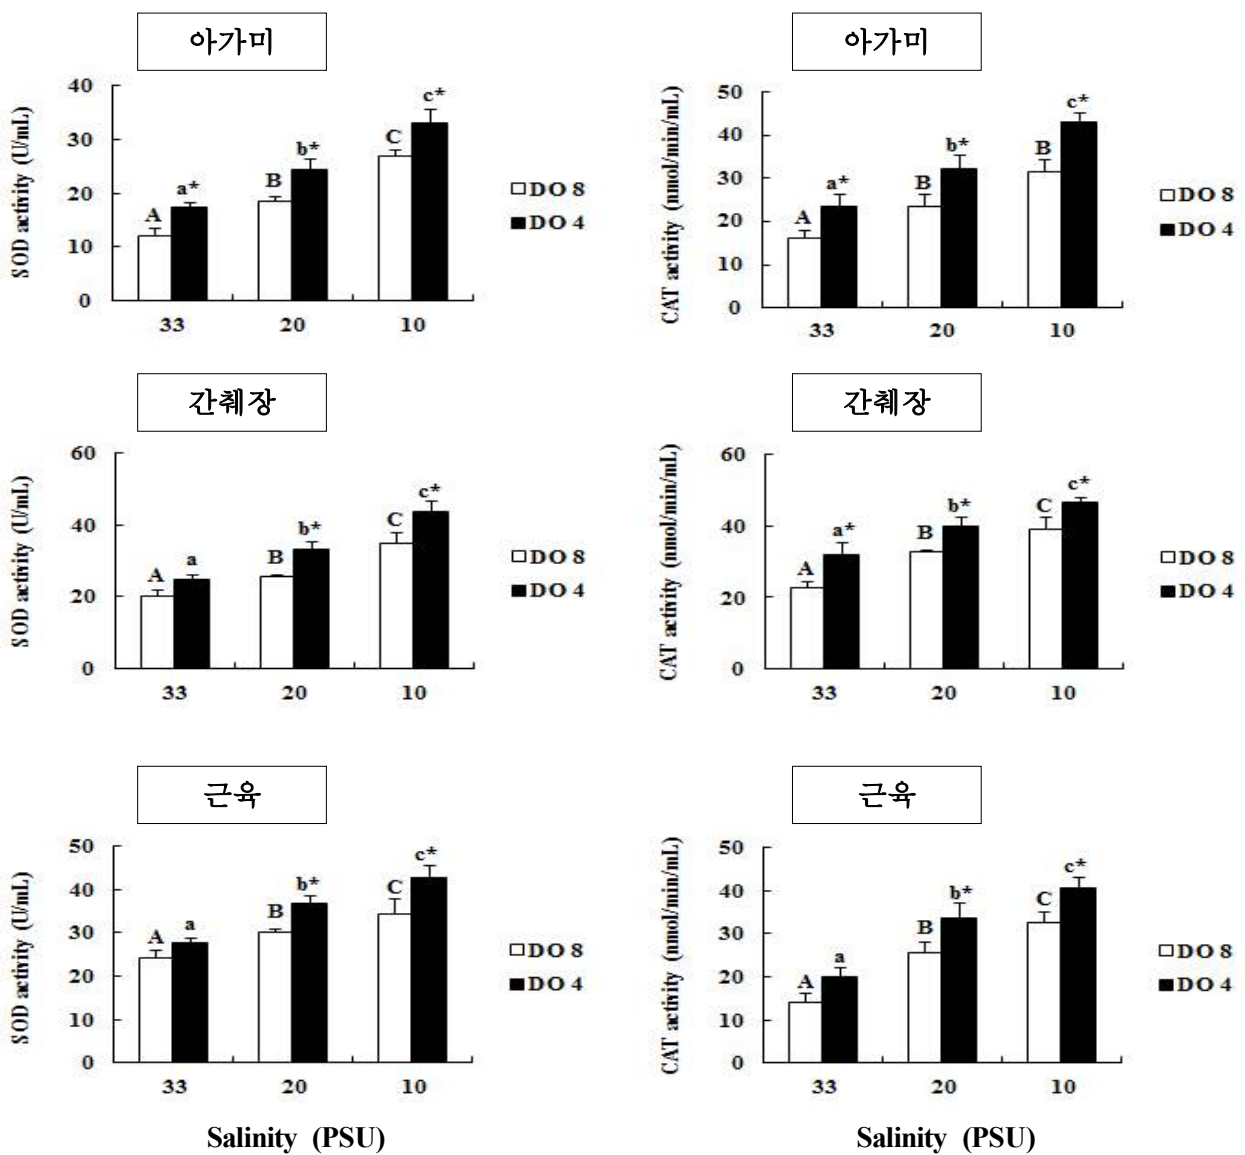 아가미
SOD activity (U/mL)
40
30
20
10
0
A
a*
B
b*
C
c*
33 20 10
DO 8
DO 4
아가미
CAT activity (nmol/min/mL)
50
40
30
20
10
0
A
a*
B
b*
B
c*
33 20 10
DO 8
DO 4
간췌장
SOD activity (U/mL)
60
40
20
0
A
a
B
b*
C
c*
33 20 10
DO 8
DO 4
간췌장
CAT activity (nmol/min/mL)
60
40
20
0
A
a*
B
b*
C
c*
33 20 10
DO 8
DO 4
근육
SOD activity (U/mL)
50
40
30
20
10
0
A
a
B
b*
C
c*
33 20 10
DO 8
DO 4
Salinity (PSU)
근육
CAT activity (nmol/min/mL)
50
40
30
20
10
0
A
a
B
b*
C
c*
33 20 10
DO 8
DO 4
Salinity (PSU)